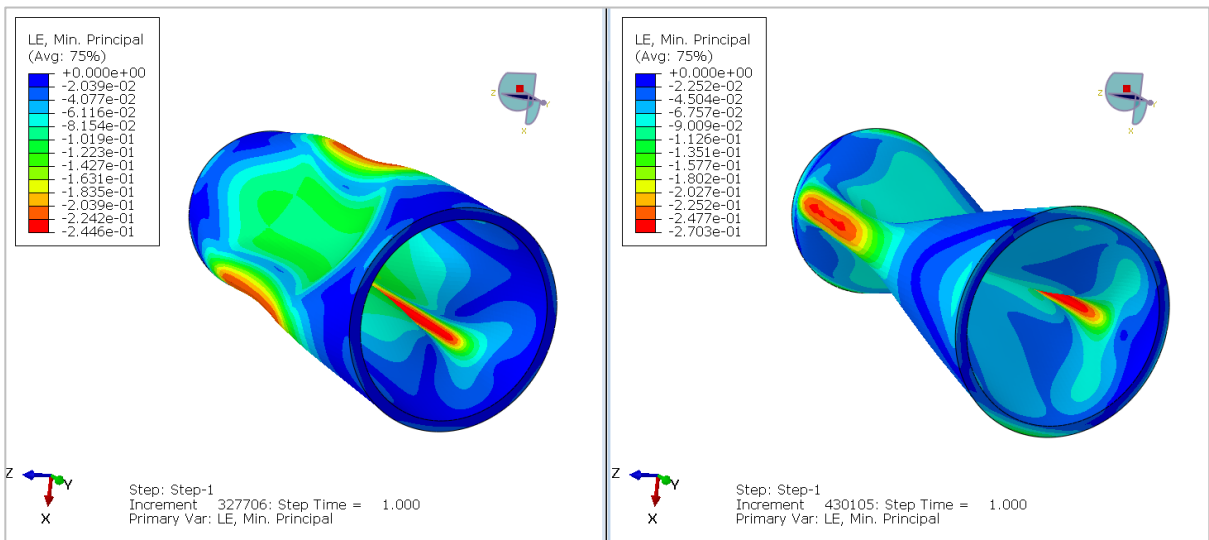 LE, Min. Principal
(Avg: 75%)
+0.000e+00
-2.039e-02
-4.077e-02
-6.116e-02
-8.154e-02
-1.019e-01
-1.223e-01
-1.427e-01
-1.631e-01
-1.835e-01
-2.039e-01
-2.242e-01
-2.446e-01
Z
Y
X
Z
Y
X
Step: Step-1
Increment 327706: Step Time = 1.000
Primary Var: LE, Min. Principal
LE, Min. Principal
(Avg: 75%)
+0.000e+00
-2.252e-02
-4.504e-02
-6.757e-02
-9.009e-02
-1.126e-01
-1.351e-01
-1.577e-01
-1.802e-01
-2.027e-01
-2.252e-01
-2.477e-01
-2.703e-01
Z
Y
X
Z
Y
X
Step: Step-1
Increment 430105: Step Time = 1.000
Primary Var: LE, Min. Principal